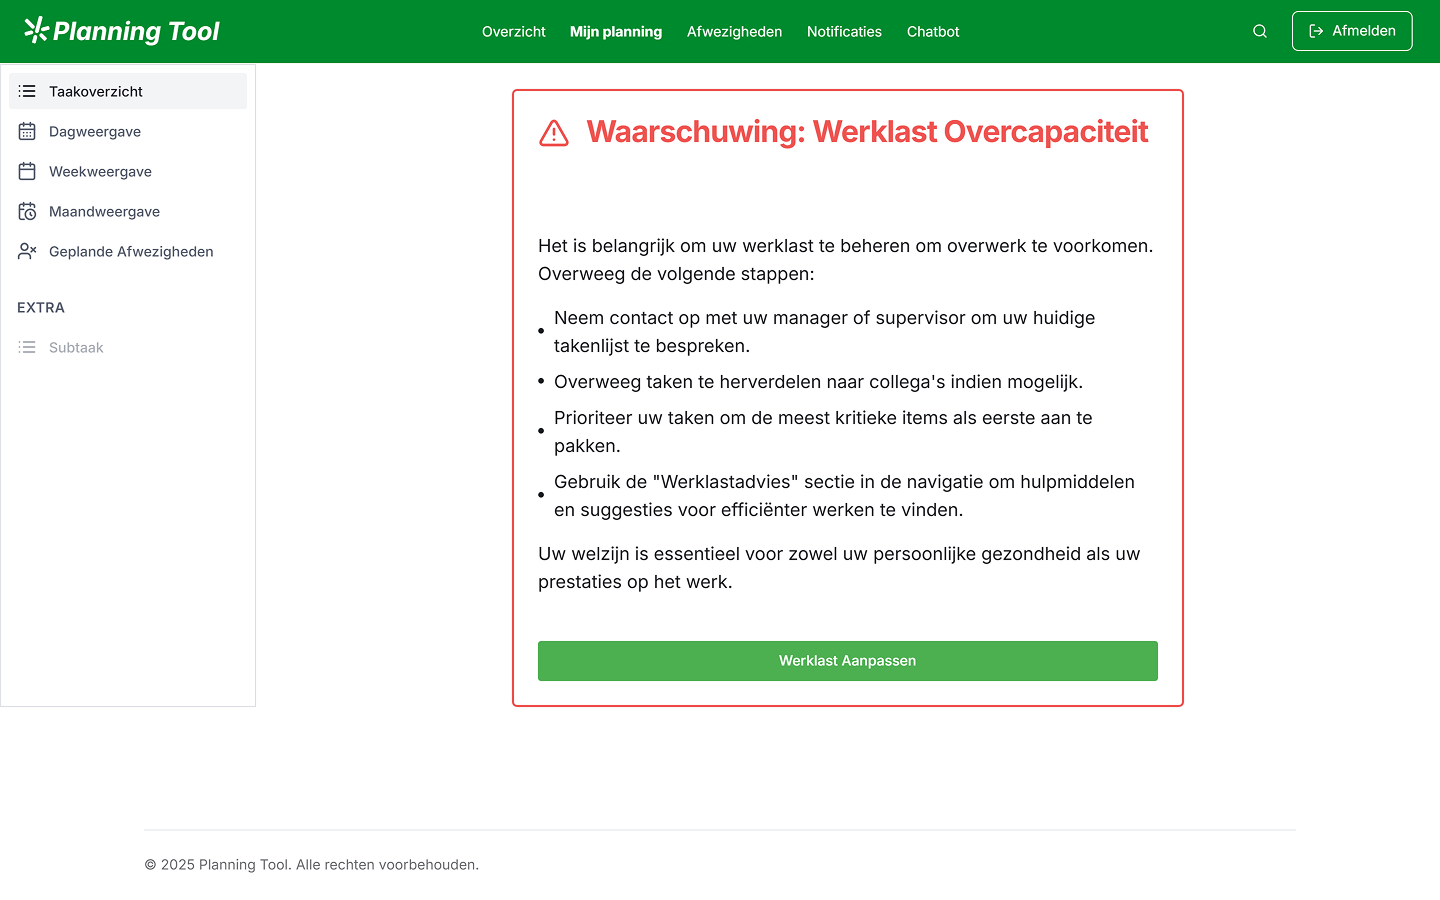 Planning Tool
Overzicht
Mijn planning
Afwezigheden
Notificaties
Chatbot
Afmelden
Taakoverzicht
Dagweergave
Weekweergave
Maandweergave
Geplande Afwezigheden
EXTRA
Subtaak
Waarschuwing: Werklast Overcapaciteit
Het is belangrijk om uw werklast te beheren om overwerk te voorkomen.
Overweeg de volgende stappen:
• Neem contact op met uw manager of supervisor om uw huidige
takenlijst te bespreken.
• Overweeg taken te herverdelen naar collega's indien mogelijk.
• Prioriteer uw taken om de meest kritieke items als eerste aan te
pakken.
• Gebruik de "Werklastadvies" sectie in de navigatie om hulpmiddelen
en suggesties voor efficiënter werken te vinden.
Uw welzijn is essentieel voor zowel uw persoonlijke gezondheid als uw
prestaties op het werk.
Werklast Aanpassen
© 2025 Planning Tool. Alle rechten voorbehouden.